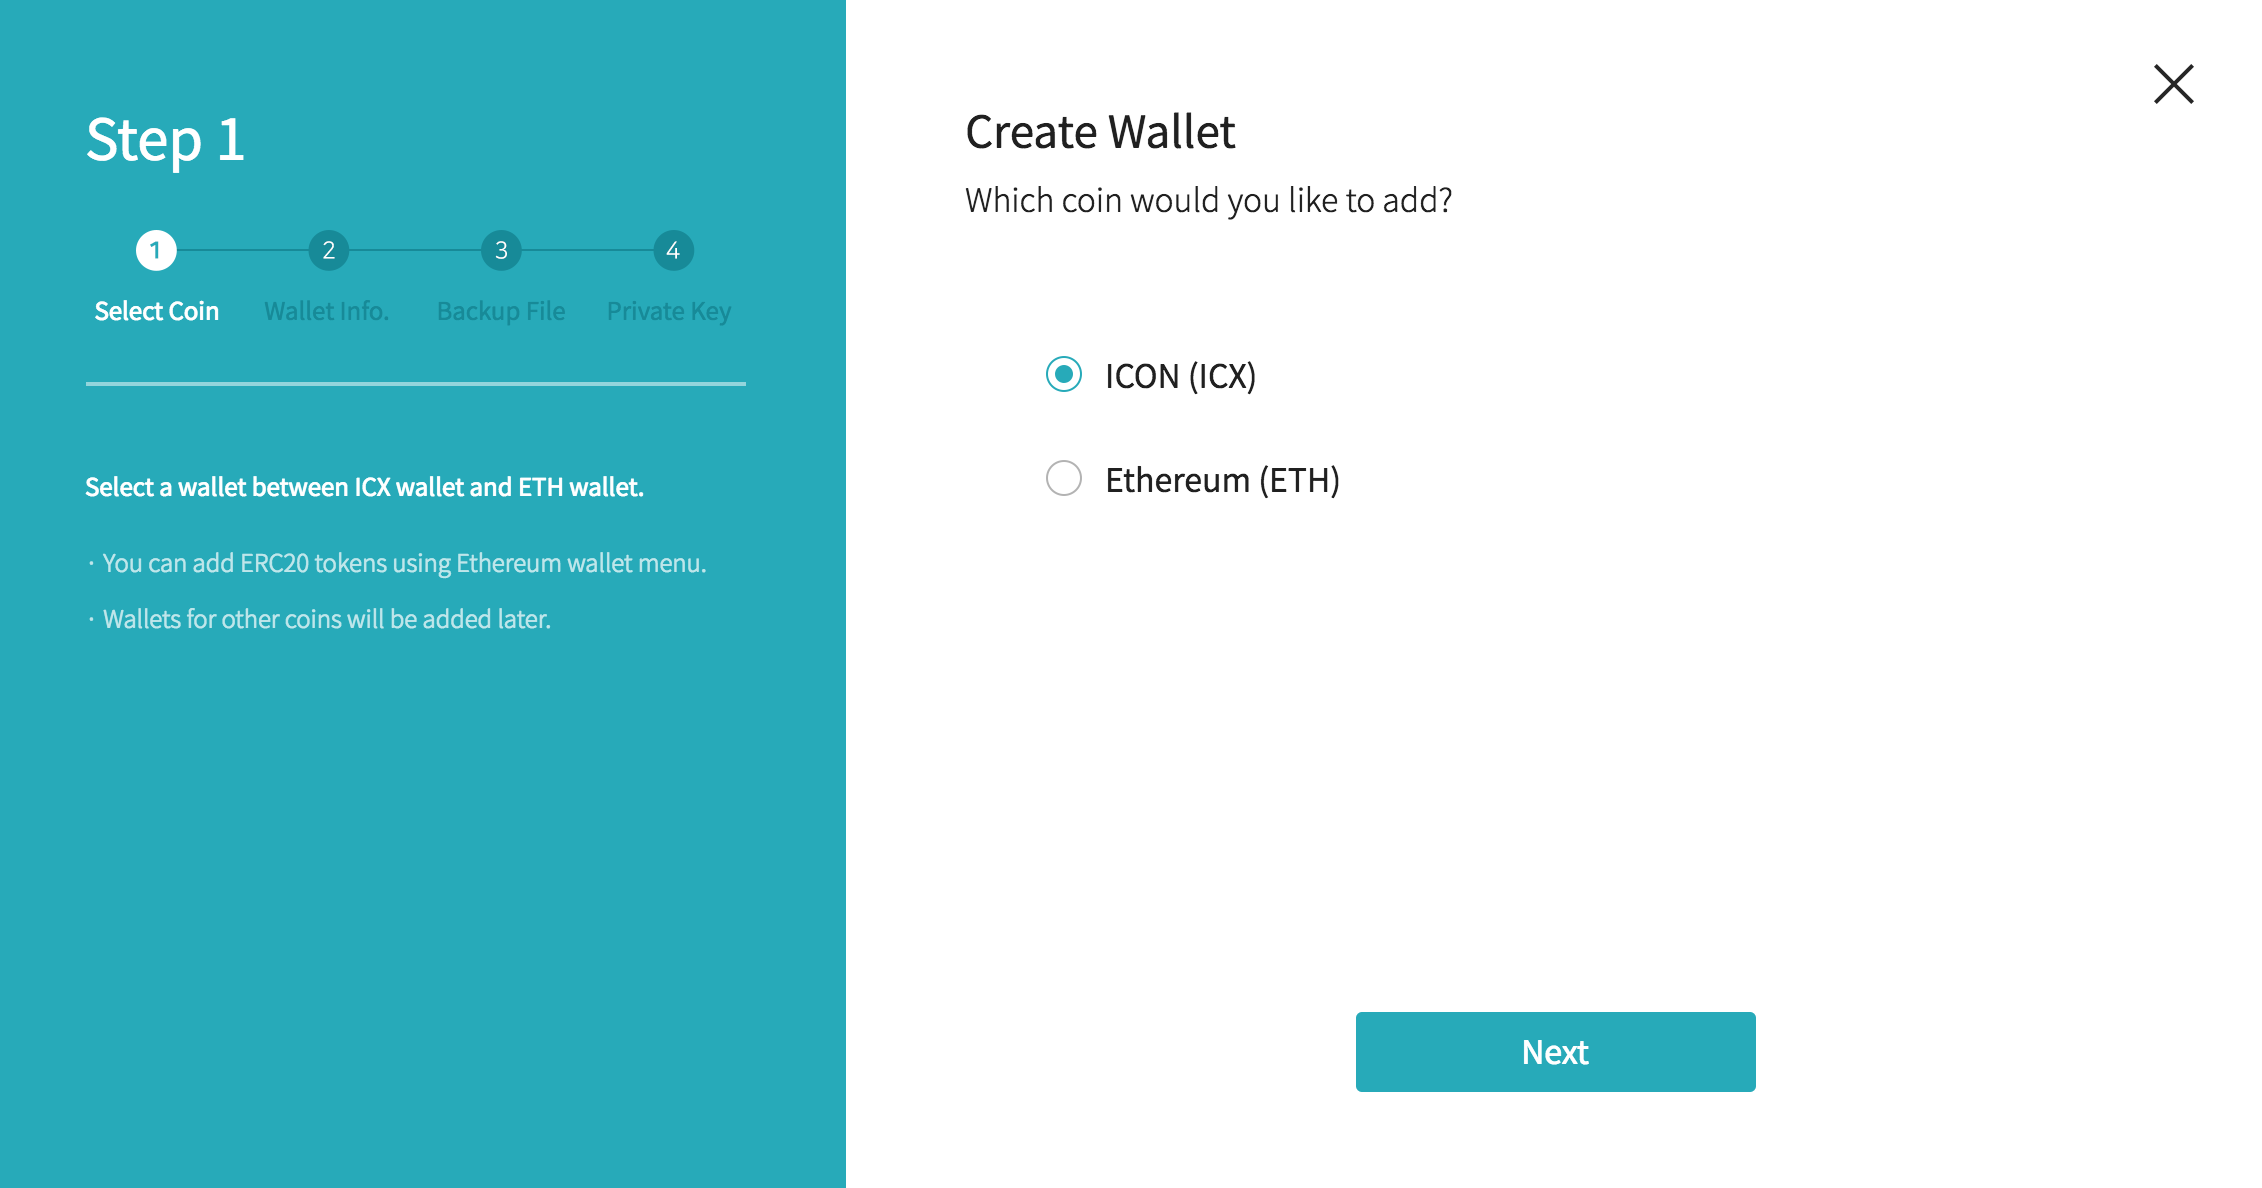 Step 1
1 2 3 4
Select Coin Wallet Info. Backup File Private Key
Select a wallet between ICX wallet and ETH wallet.
· You can add ERC20 tokens using Ethereum wallet menu.
· Wallets for other coins will be added later.
Create Wallet
Which coin would you like to add?
ICON (ICX)
Ethereum (ETH)
Next